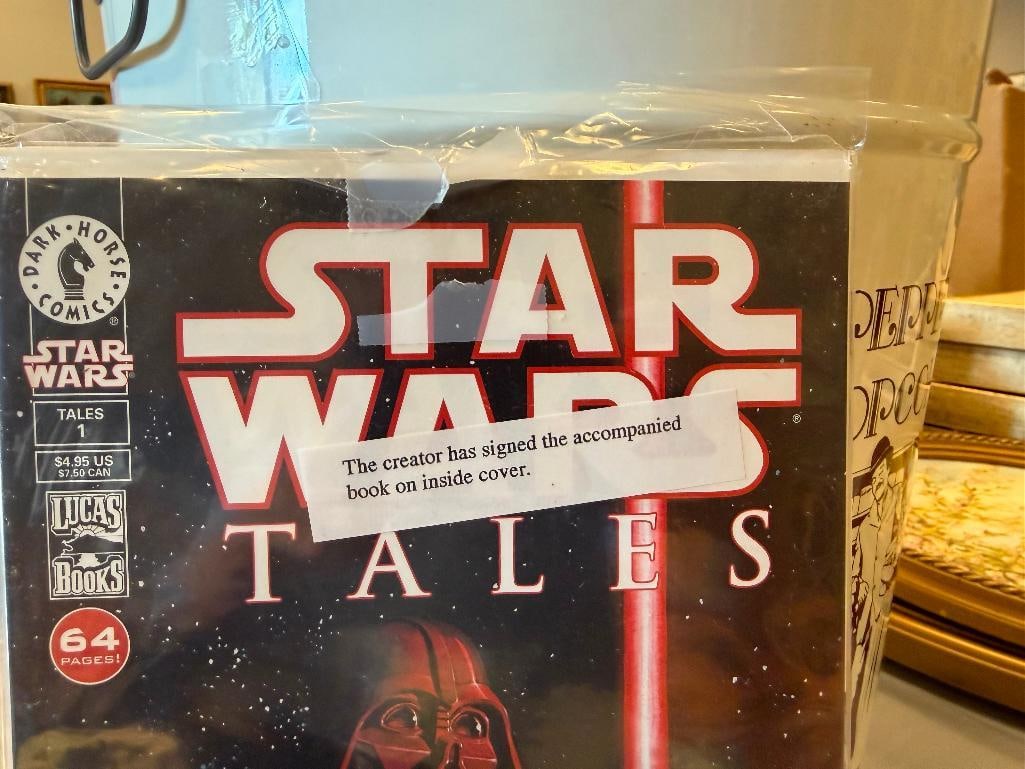 DARK · HORSE
COMICS
®
STAR
WARS
TALES
1
$4.95 US
$7.50 CAN
LUCAS
BOOKS
64
PAGES!
STAR
WARS
®
The creator has signed the accompanied
book on inside cover.
TALES